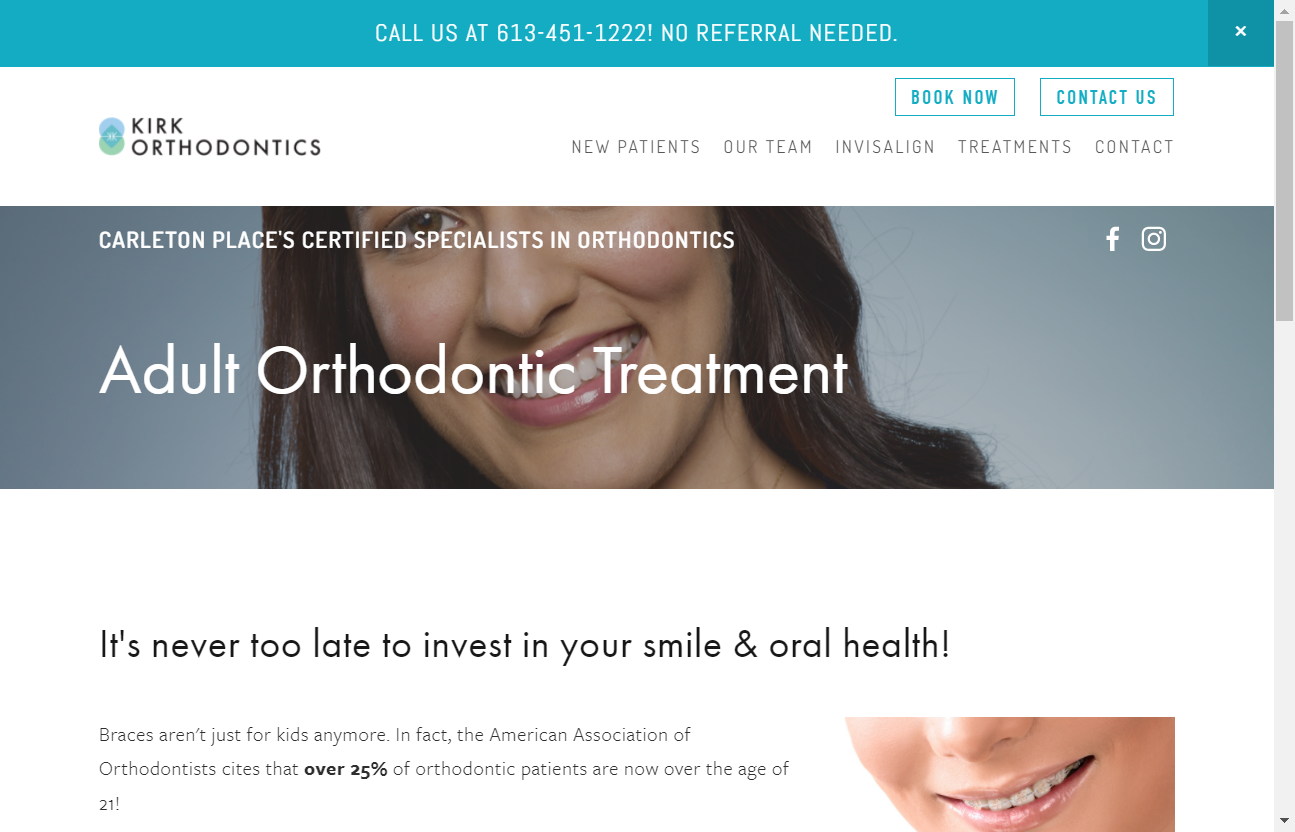 CALL US AT 613-451-1222! NO REFERRAL NEEDED.
BOOK NOW
CONTACT US
KIRK
ORTHODONTICS
NEW PATIENTS
OUR TEAM
INVISALIGN
TREATMENTS
CONTACT
CARLETON PLACE'S CERTIFIED SPECIALISTS IN ORTHODONTICS
Adult Orthodontic Treatment
It's never too late to invest in your smile & oral health!
Braces aren't just for kids anymore. In fact, the American Association of
Orthodontists cites that over 25% of orthodontic patients are now over the age of
21!